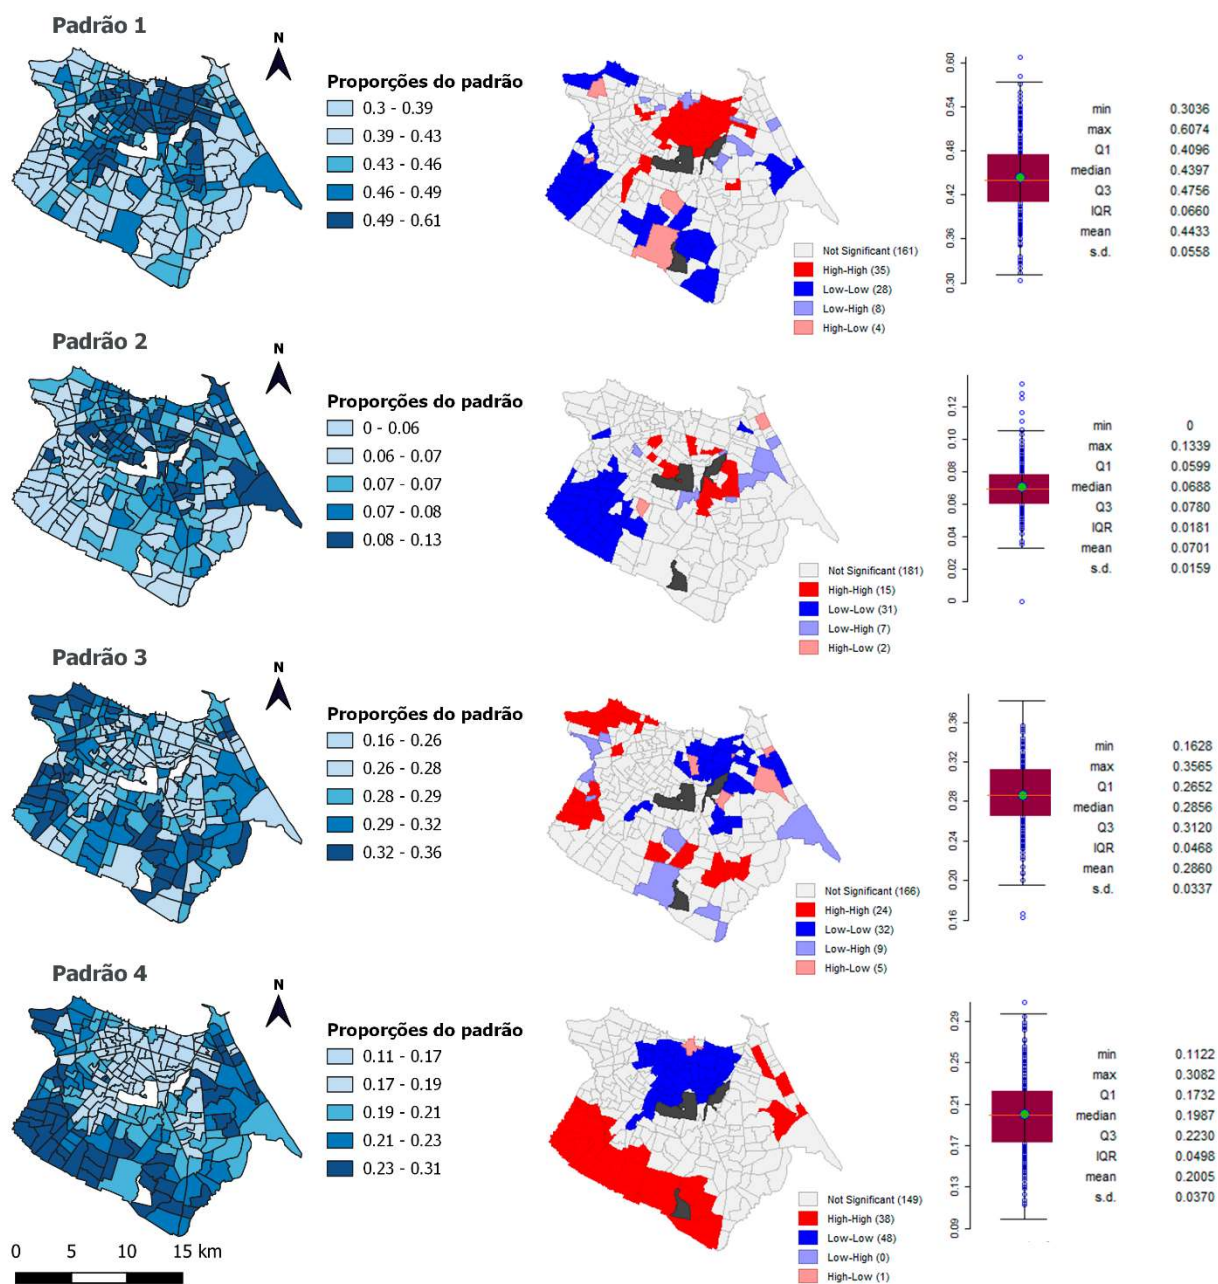 Padrão 1
N
Proporções do padrão
0.3 - 0.39
0.39 - 0.43
0.43 - 0.46
0.46 - 0.49
0.49 - 0.61
Not Significant (161)
High-High (35)
Low-Low (28)
Low-High (8)
High-Low (4)
0.60
0.54
0.48
0.42
0.36
0.30
min 0.3036
max 0.6074
Q1 0.4096
median 0.4397
Q3 0.4756
IQR 0.0660
mean 0.4433
s.d. 0.0558
Padrão 2
N
Proporções do padrão
0 - 0.06
0.06 - 0.07
0.07 - 0.07
0.07 - 0.08
0.08 - 0.13
Not Significant (181)
High-High (15)
Low-Low (31)
Low-High (7)
High-Low (2)
0.12
0.10
0.08
0.06
0.04
0.02
0
min 0
max 0.1339
Q1 0.0599
median 0.0688
Q3 0.0780
IQR 0.0181
mean 0.0701
s.d. 0.0159
Padrão 3
N
Proporções do padrão
0.16 - 0.26
0.26 - 0.28
0.28 - 0.29
0.29 - 0.32
0.32 - 0.36
Not Significant (166)
High-High (24)
Low-Low (32)
Low-High (9)
High-Low (5)
0.36
0.32
0.28
0.24
0.20
0.16
min 0.1628
max 0.3565
Q1 0.2652
median 0.2856
Q3 0.3120
IQR 0.0468
mean 0.2860
s.d. 0.0337
Padrão 4
N
Proporções do padrão
0.11 - 0.17
0.17 - 0.19
0.19 - 0.21
0.21 - 0.23
0.23 - 0.31
Not Significant (149)
High-High (38)
Low-Low (48)
Low-High (0)
High-Low (1)
0.29
0.25
0.21
0.17
0.13
0.09
min 0.1122
max 0.3082
Q1 0.1732
median 0.1987
Q3 0.2230
IQR 0.0498
mean 0.2005
s.d. 0.0370
0 5 10 15 km